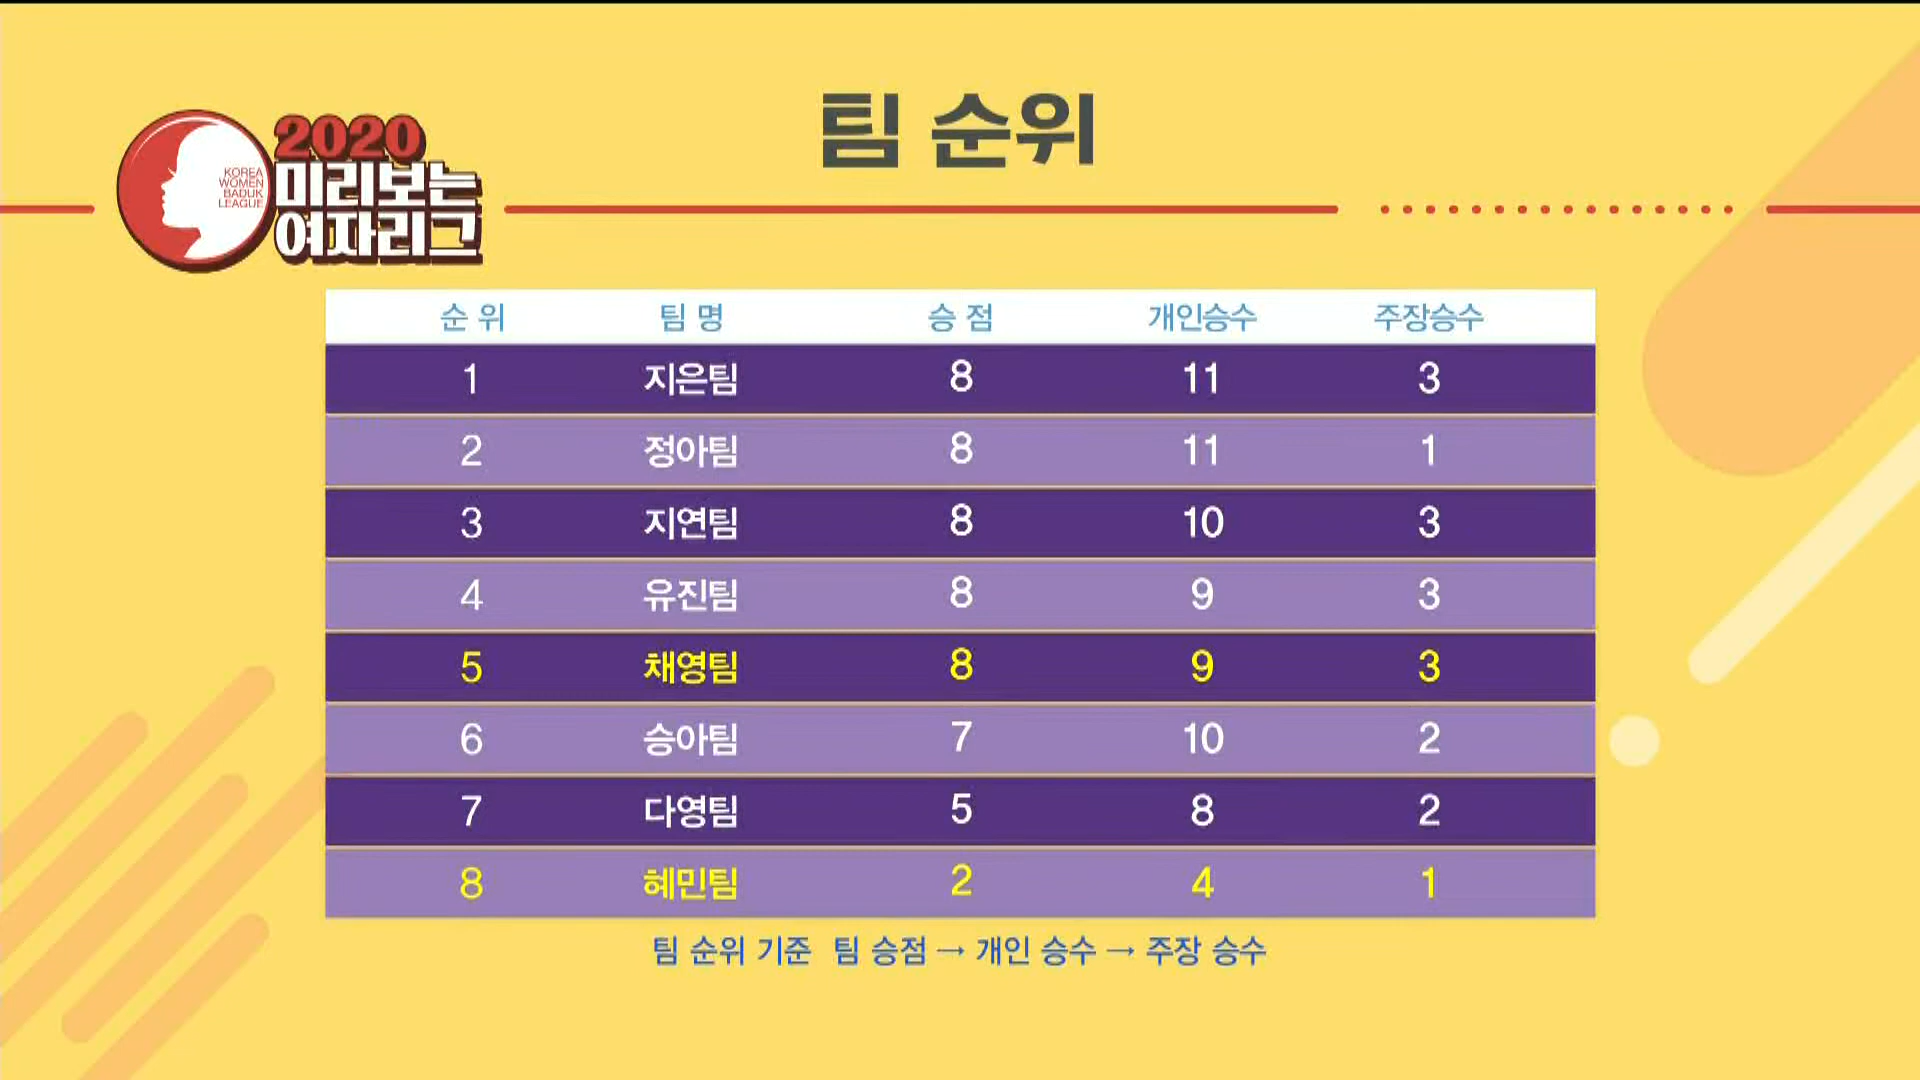 팀 순위
2020
미리보는
여자리그
KOREA
WOMEN
BADUK
LEAGUE
순 위 팀 명 승 점 개인승수 주장승수
1 지은팀 8 11 3
2 정아팀 8 11 1
3 지연팀 8 10 3
4 유진팀 8 9 3
5 채영팀 8 9 3
6 승아팀 7 10 2
7 다영팀 5 8 2
8 혜민팀 2 4 1
팀 순위 기준 팀 승점 → 개인 승수 → 주장 승수